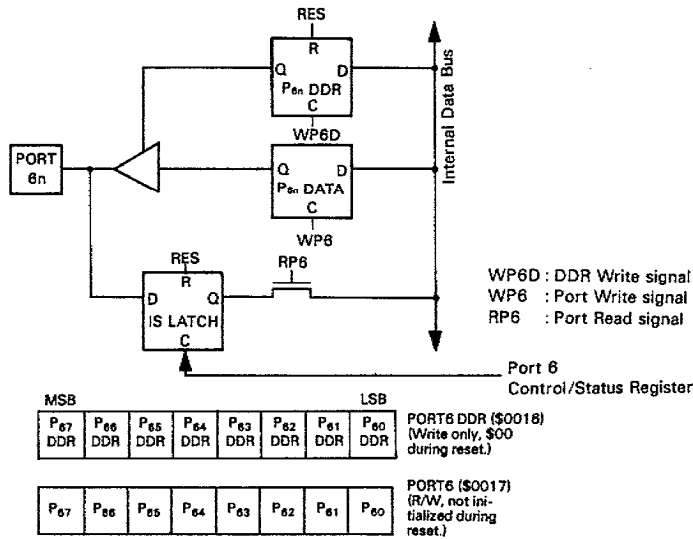 RES
R
Q
D
P6n DDR
C
WP6D
Internal Data Bus
PORT
6n
Q
D
P6n DATA
C
WP6
RES
R
D
Q
IS LATCH
C
RP6
WP6D : DDR Write signal
WP6 : Port Write signal
RP6 : Port Read signal
Port 6
Control/Status Register
MSB
LSB
P67 P66 P65 P64 P63 P62 P61 P60
DDR DDR DDR DDR DDR DDR DDR DDR
PORT6 DDR ($0016)
(Write only, $00
during reset.)
P67 P66 P65 P64 P63 P62 P61 P60
PORT6 ($0017)
(R/W, not ini-
tialized during
reset.)